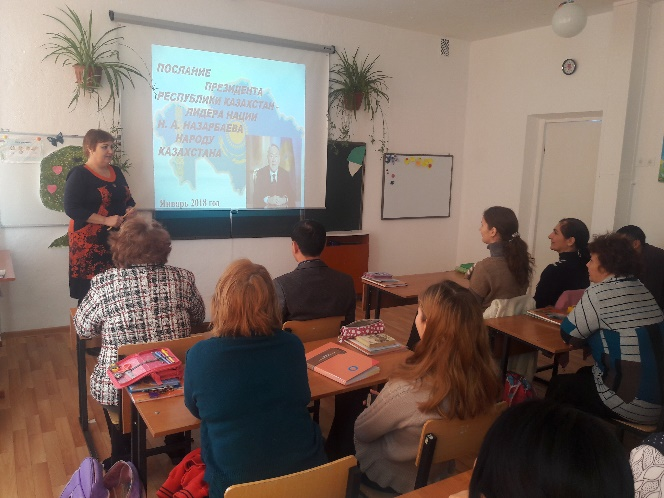 ПОСЛАНИЕ
ПРЕЗИДЕНТА
РЕСПУБЛИКИ КАЗАХСТАН-
ЛИДЕРА НАЦИИ
Н. А. НАЗАРБАЕВА
НАРОДУ
КАЗАХСТАНА
Январь 2018 год